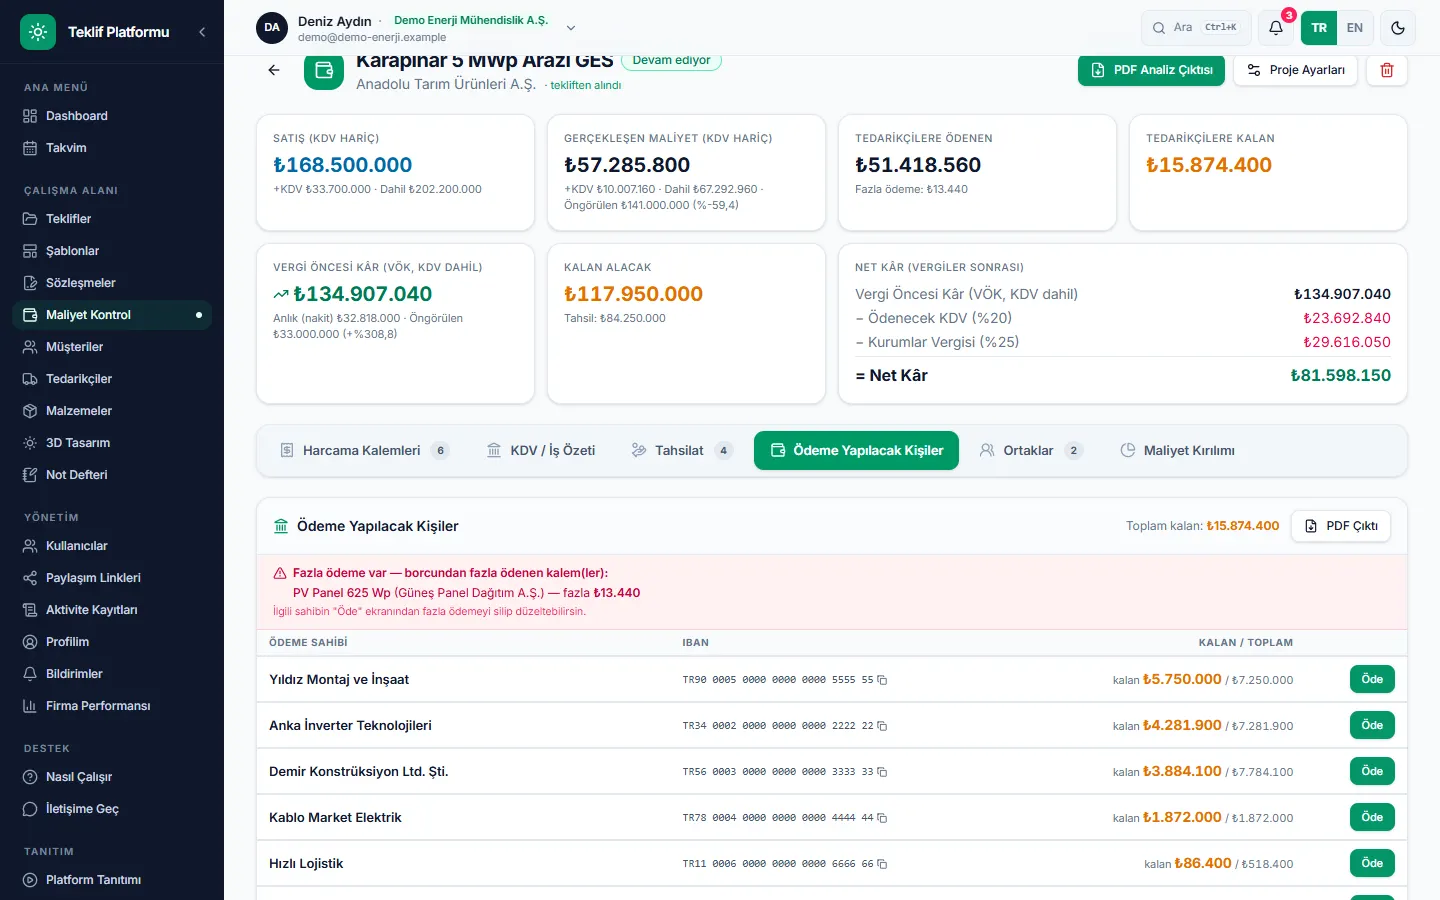 Teklif Platformu
ANA MENÜ
Dashboard
Takvim
ÇALIŞMA ALANI
Teklifler
Şablonlar
Sözleşmeler
Maliyet Kontrol
Müşteriler
Tedarikçiler
Malzemeler
3D Tasarım
Not Defteri
YÖNETİM
Kullanıcılar
Paylaşım Linkleri
Aktivite Kayıtları
Profilim
Bildirimler
Firma Performansı
DESTEK
Nasıl Çalışır
İletişime Geç
TANITIM
Platform Tanıtımı
DA
Deniz Aydın · Demo Enerji Mühendislik A.Ş.
demo@demo-enerji.example
Ara Ctrl+K
3
TR EN
Karapınar 5 MWp Arazi GES Devam ediyor
Anadolu Tarım Ürünleri A.Ş. · tekliften alındı
PDF Analiz Çıktısı
Proje Ayarları
SATIŞ (KDV HARİÇ)
₺168.500.000
+KDV ₺33.700.000 · Dahil ₺202.200.000
GERÇEKLEŞEN MALİYET (KDV HARİÇ)
₺57.285.800
+KDV ₺10.007.160 · Dahil ₺67.292.960 ·
Öngörülen ₺141.000.000 (%-59,4)
TEDARİKÇİLERE ÖDENEN
₺51.418.560
Fazla ödeme: ₺13.440
TEDARİKÇİLERE KALAN
₺15.874.400
VERGİ ÖNCESİ KÂR (VÖK, KDV DAHİL)
₺134.907.040
Anlık (nakit) ₺32.818.000 · Öngörülen
₺33.000.000 (+%308,8)
KALAN ALACAK
₺117.950.000
Tahsil: ₺84.250.000
NET KÂR (VERGİLER SONRASI)
Vergi Öncesi Kâr (VÖK, KDV dahil) ₺134.907.040
− Ödenecek KDV (%20) ₺23.692.840
− Kurumlar Vergisi (%25) ₺29.616.050
= Net Kâr ₺81.598.150
Harcama Kalemleri 6
KDV / İş Özeti
Tahsilat 4
Ödeme Yapılacak Kişiler
Ortaklar 2
Maliyet Kırılımı
Ödeme Yapılacak Kişiler
Toplam kalan: ₺15.874.400
PDF Çıktı
Fazla ödeme var — borcundan fazla ödenen kalem(ler):
PV Panel 625 Wp (Güneş Panel Dağıtım A.Ş.) — fazla ₺13.440
İlgili sahibin "Öde" ekranından fazla ödemeyi silip düzeltebilirsin.
ÖDEME SAHİBİ IBAN KALAN / TOPLAM
Yıldız Montaj ve İnşaat TR90 0005 0000 0000 0000 5555 55 kalan ₺5.750.000 / ₺7.250.000 Öde
Anka İnverter Teknolojileri TR34 0002 0000 0000 0000 2222 22 kalan ₺4.281.900 / ₺7.281.900 Öde
Demir Konstrüksiyon Ltd. Şti. TR56 0003 0000 0000 0000 3333 33 kalan ₺3.884.100 / ₺7.784.100 Öde
Kablo Market Elektrik TR78 0004 0000 0000 0000 4444 44 kalan ₺1.872.000 / ₺1.872.000 Öde
Hızlı Lojistik TR11 0006 0000 0000 0000 6666 66 kalan ₺86.400 / ₺518.400 Öde